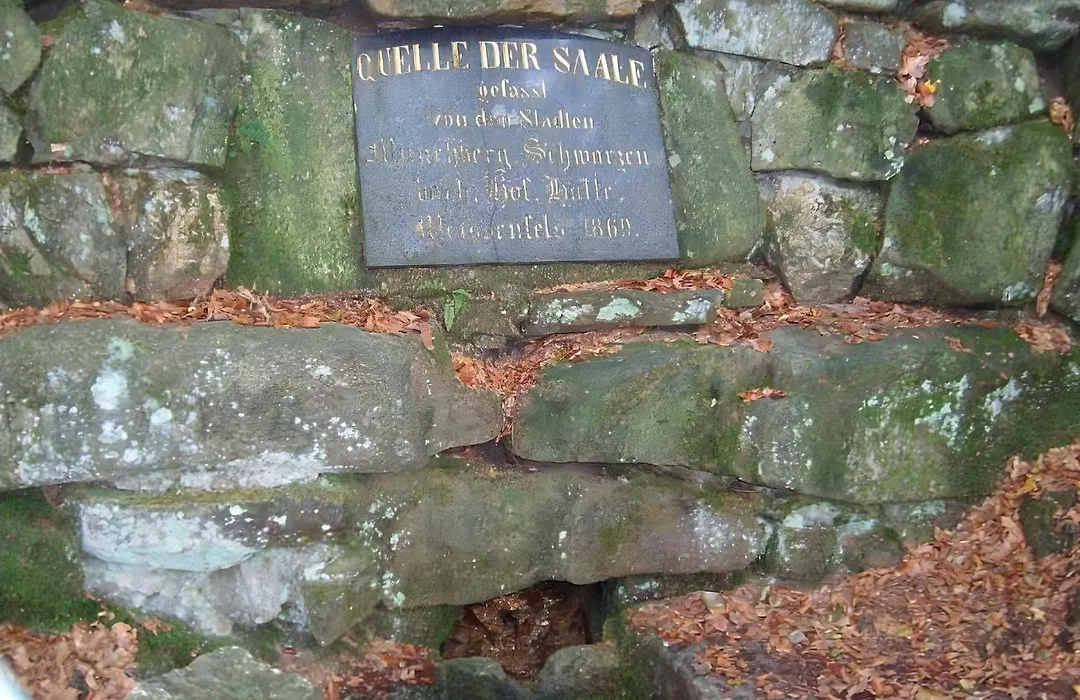 QUELLE DER SAALE
gefasst
von den Städten
Münchberg, Schwarzen
bach, Hof, Halle,
Weissenfels 1869.